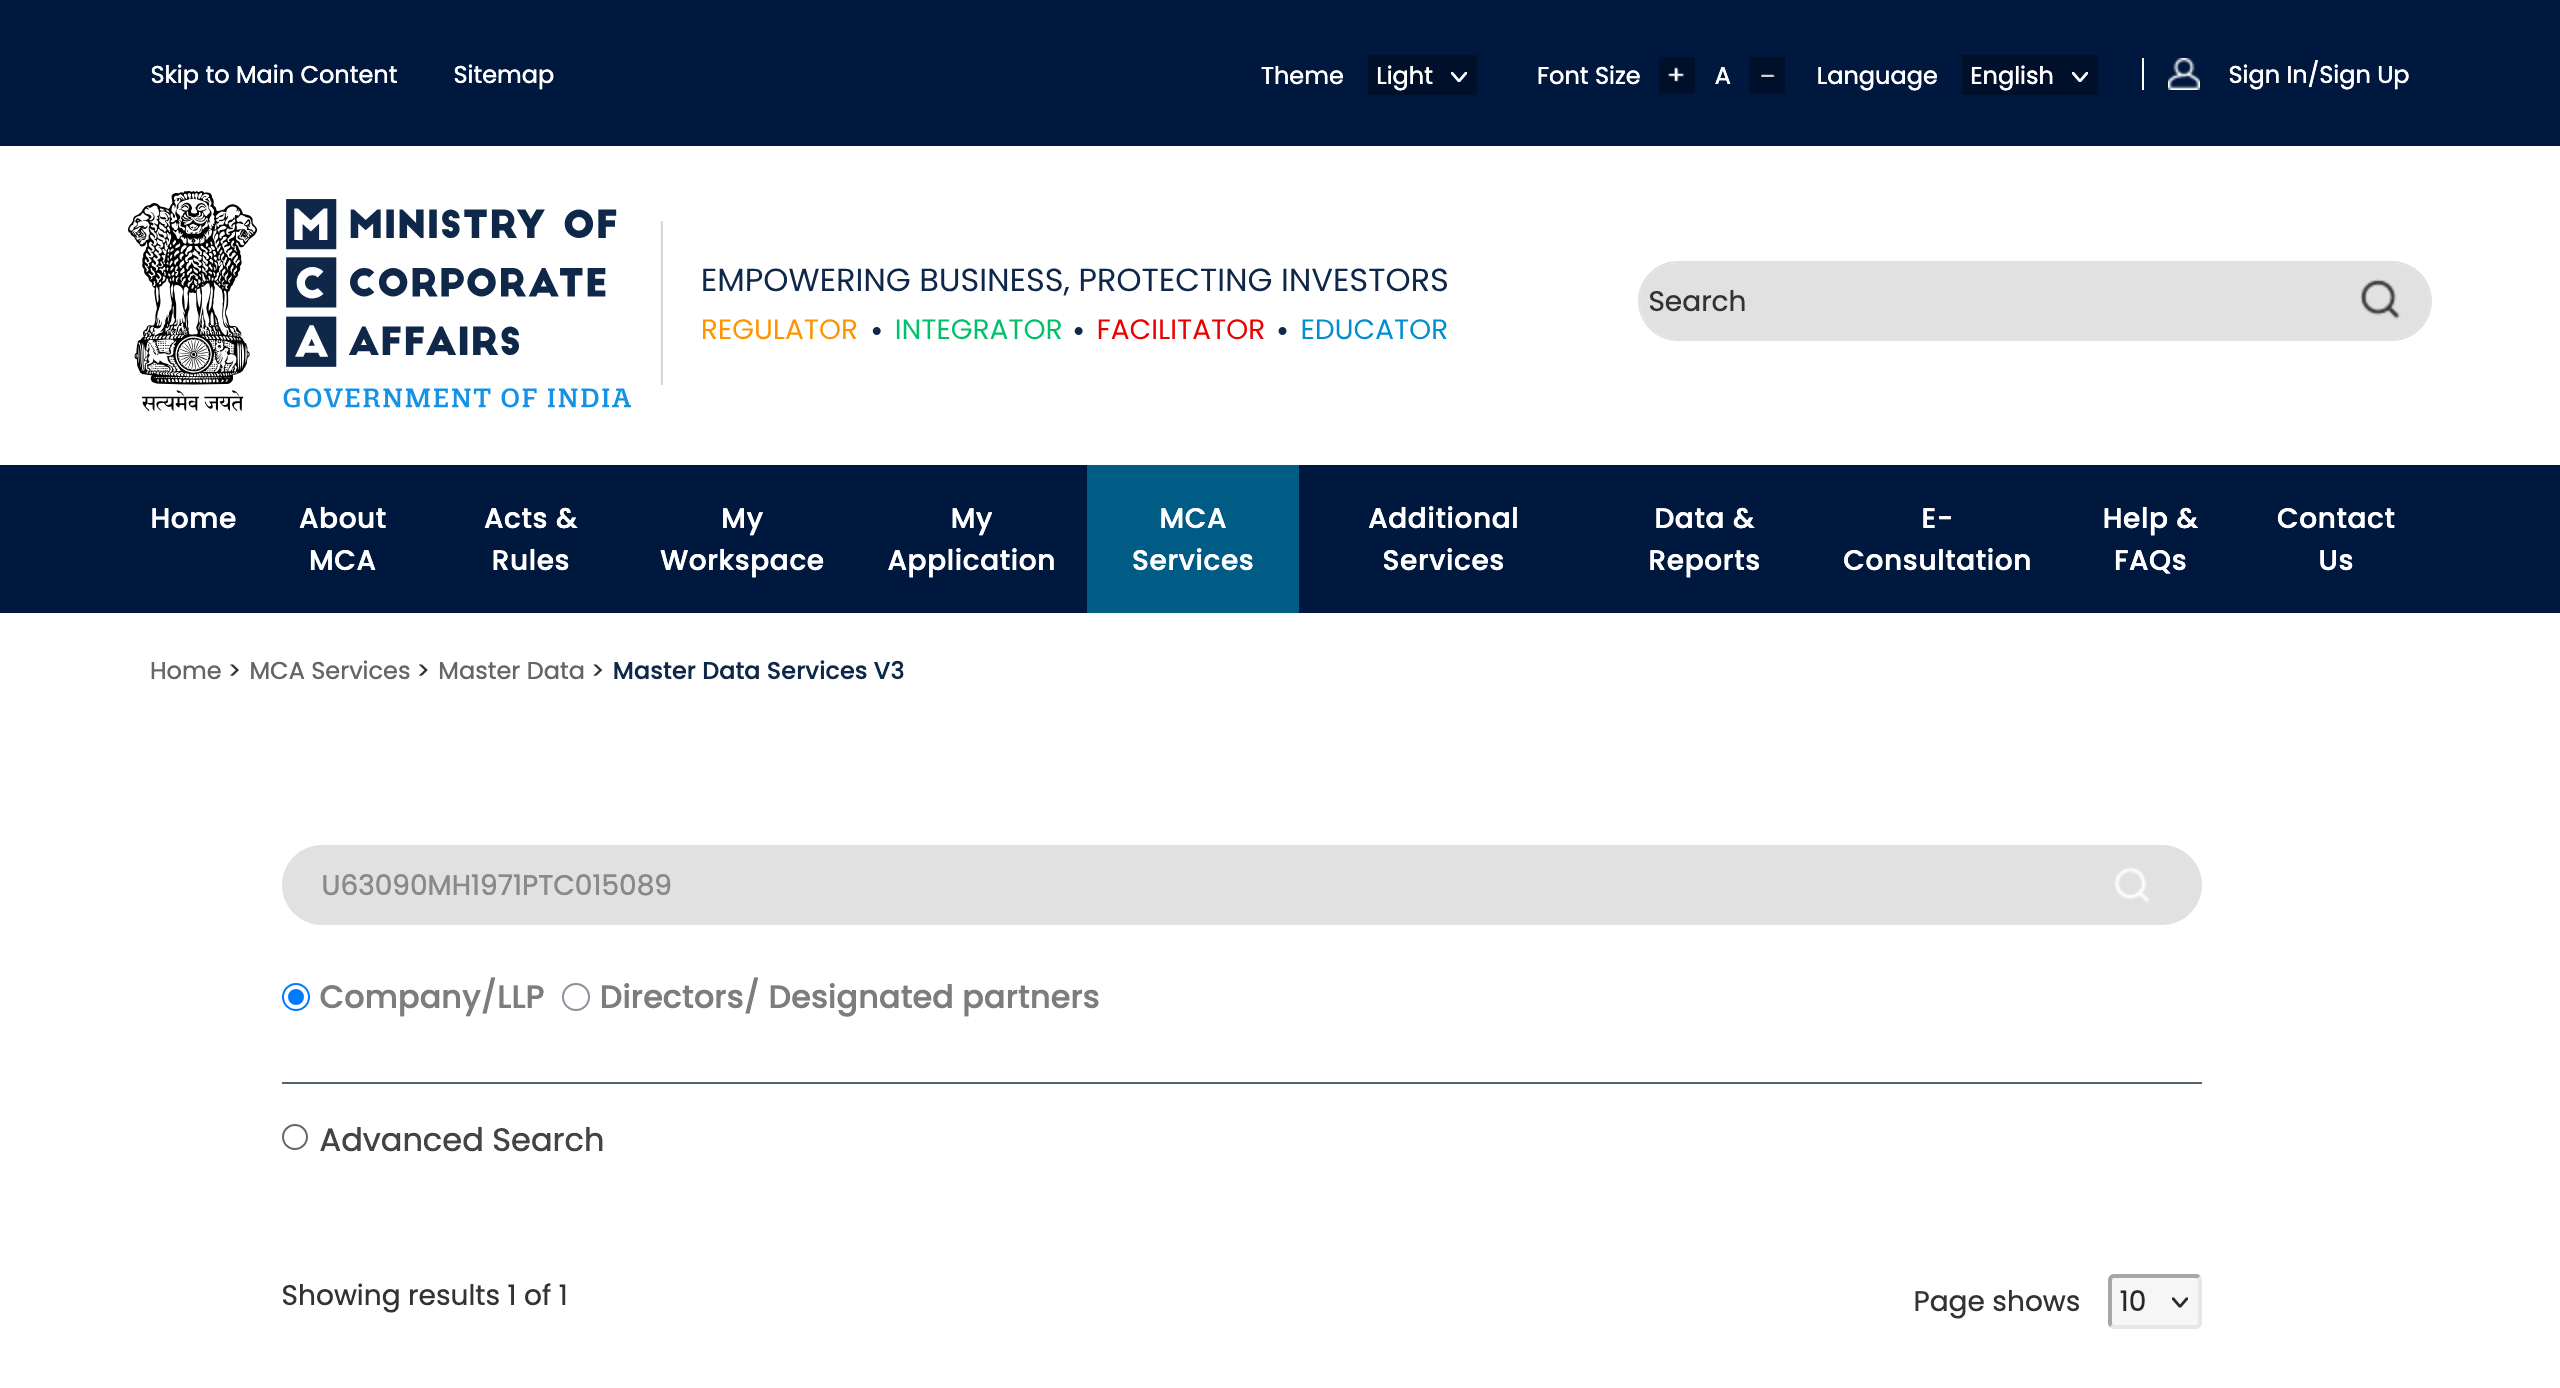 Skip to Main Content Sitemap Theme Light Font Size + A - Language English Sign In/Sign Up
सत्यमेव जयते
M MINISTRY OF
C CORPORATE
A AFFAIRS
GOVERNMENT OF INDIA
EMPOWERING BUSINESS, PROTECTING INVESTORS
REGULATOR • INTEGRATOR • FACILITATOR • EDUCATOR
Search
Home
About
MCA
Acts &
Rules
My
Workspace
My
Application
MCA
Services
Additional
Services
Data &
Reports
E-
Consultation
Help &
FAQs
Contact
Us
Home > MCA Services > Master Data > Master Data Services V3
U63090MH1971PTC015089
Company/LLP Directors/ Designated partners
Advanced Search
Showing results 1 of 1
Page shows 10